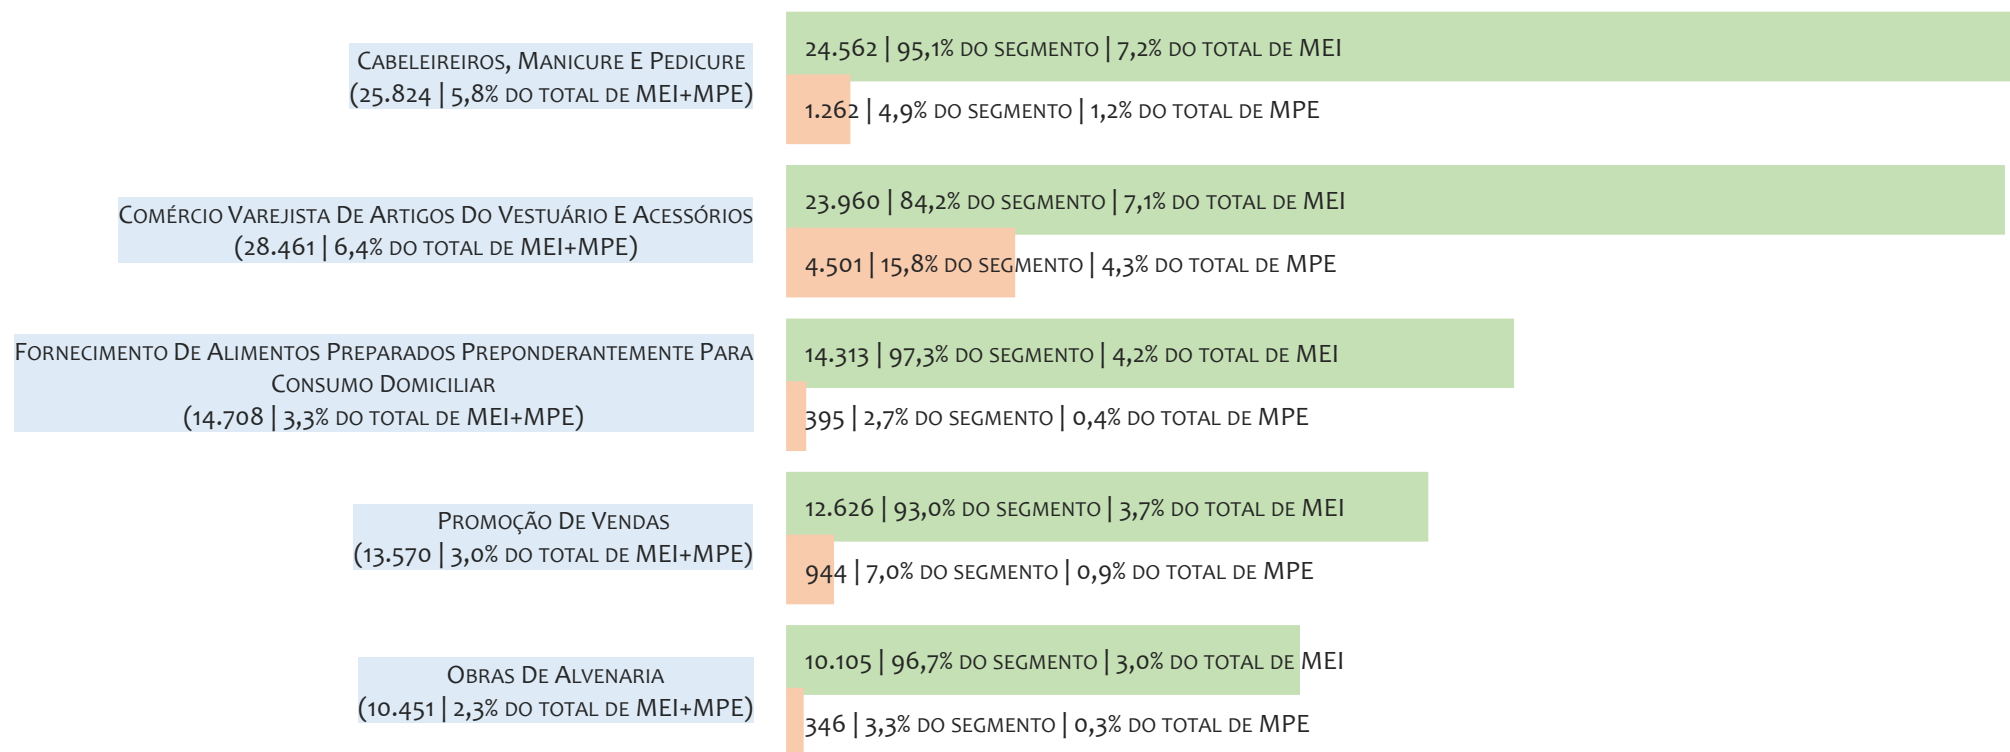 Cabeleireiros, Manicure E Pedicure
(25.824 | 5,8% do total de MEI+MPE)
24.562 | 95,1% do segmento | 7,2% do total de MEI
1.262 | 4,9% do segmento | 1,2% do total de MPE
Comércio Varejista De Artigos Do Vestuário E Acessórios
(28.461 | 6,4% do total de MEI+MPE)
23.960 | 84,2% do segmento | 7,1% do total de MEI
4.501 | 15,8% do segmento | 4,3% do total de MPE
Fornecimento De Alimentos Preparados Preponderantemente Para
Consumo Domiciliar
(14.708 | 3,3% do total de MEI+MPE)
14.313 | 97,3% do segmento | 4,2% do total de MEI
395 | 2,7% do segmento | 0,4% do total de MPE
Promoção De Vendas
(13.570 | 3,0% do total de MEI+MPE)
12.626 | 93,0% do segmento | 3,7% do total de MEI
944 | 7,0% do segmento | 0,9% do total de MPE
Obras De Alvenaria
(10.451 | 2,3% do total de MEI+MPE)
10.105 | 96,7% do segmento | 3,0% do total de MEI
346 | 3,3% do segmento | 0,3% do total de MPE